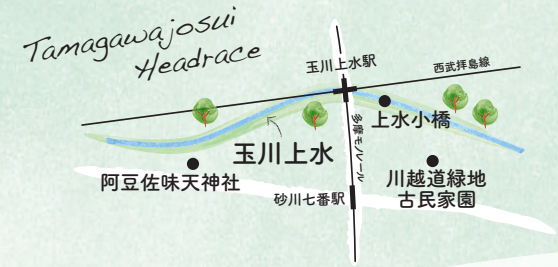 Tamagawajosui
Headrace
玉川上水駅
西武拝島線
上水小橋
玉川上水
多摩モノレール
阿豆佐味天神社
砂川七番駅
川越道緑地
古民家園